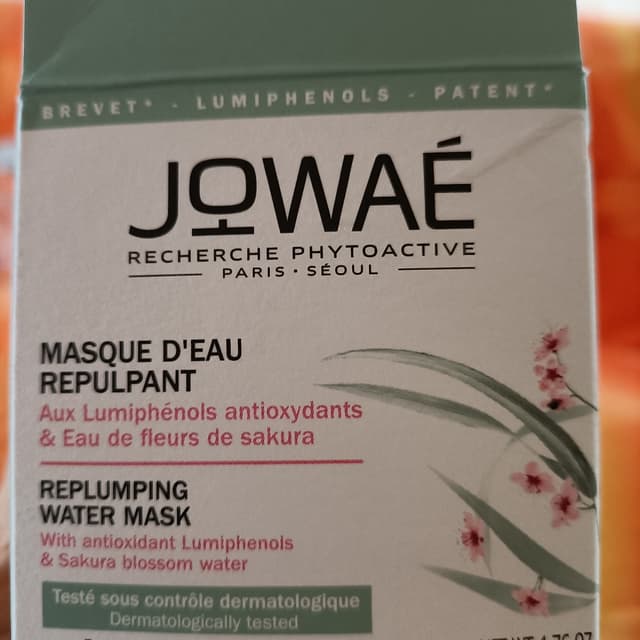 BREVET* - LUMIPHENOLS - PATENT*
JOWAÉ
RECHERCHE PHYTOACTIVE
PARIS · SÉOUL
MASQUE D'EAU
REPULPANT
Aux Lumiphénols antioxydants
& Eau de fleurs de sakura
REPLUMPING
WATER MASK
With antioxidant Lumiphenols
& Sakura blossom water
Testé sous contrôle dermatologique
Dermatologically tested